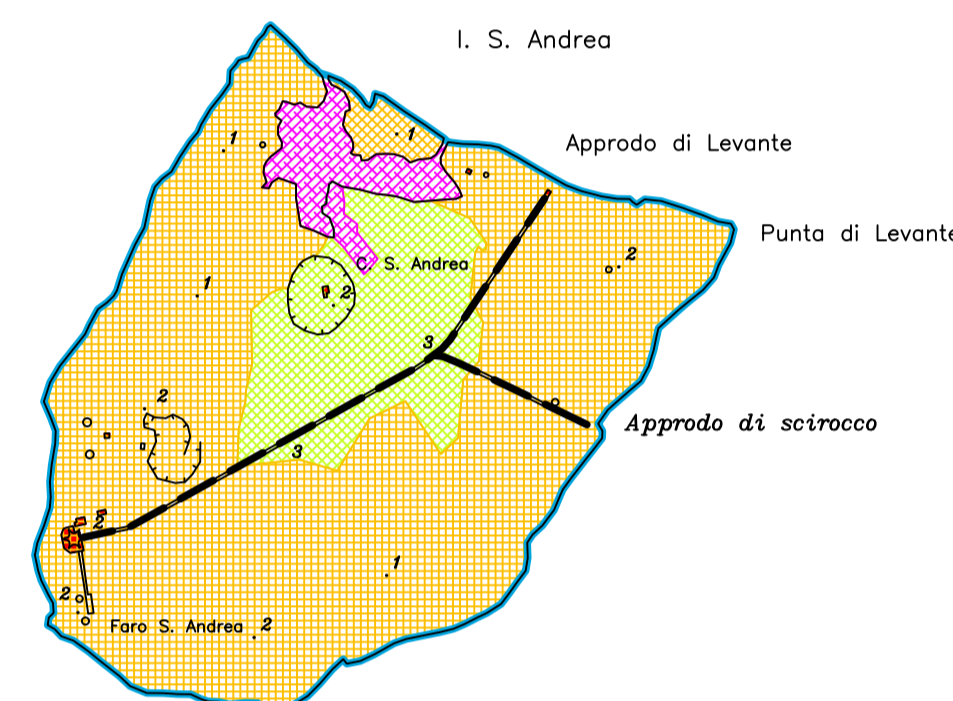 I. S. Andrea
1
1
Approdo di Levante
Punta di Levante
2
C. S. Andrea
1
2
3
2
Approdo di scirocco
3
2
1
2
Faro S. Andrea
2